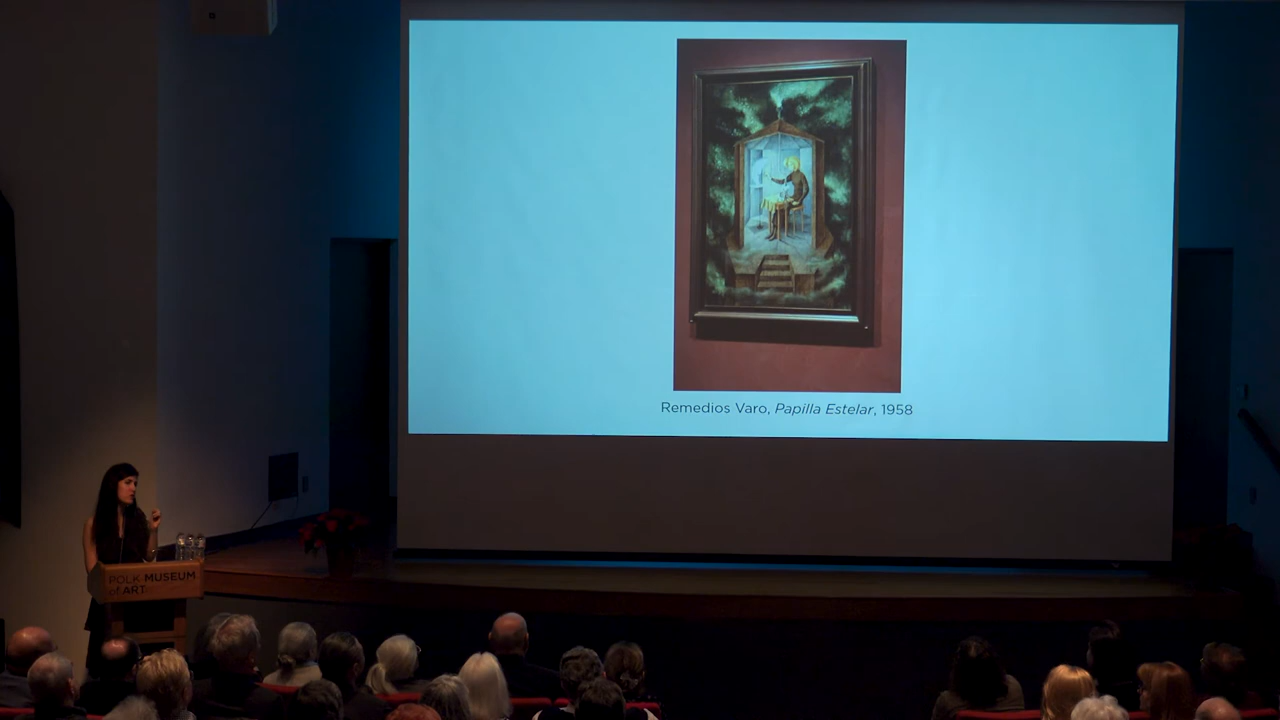 Remedios Varo, Papilla Estelar, 1958
POLK MUSEUM
of ART